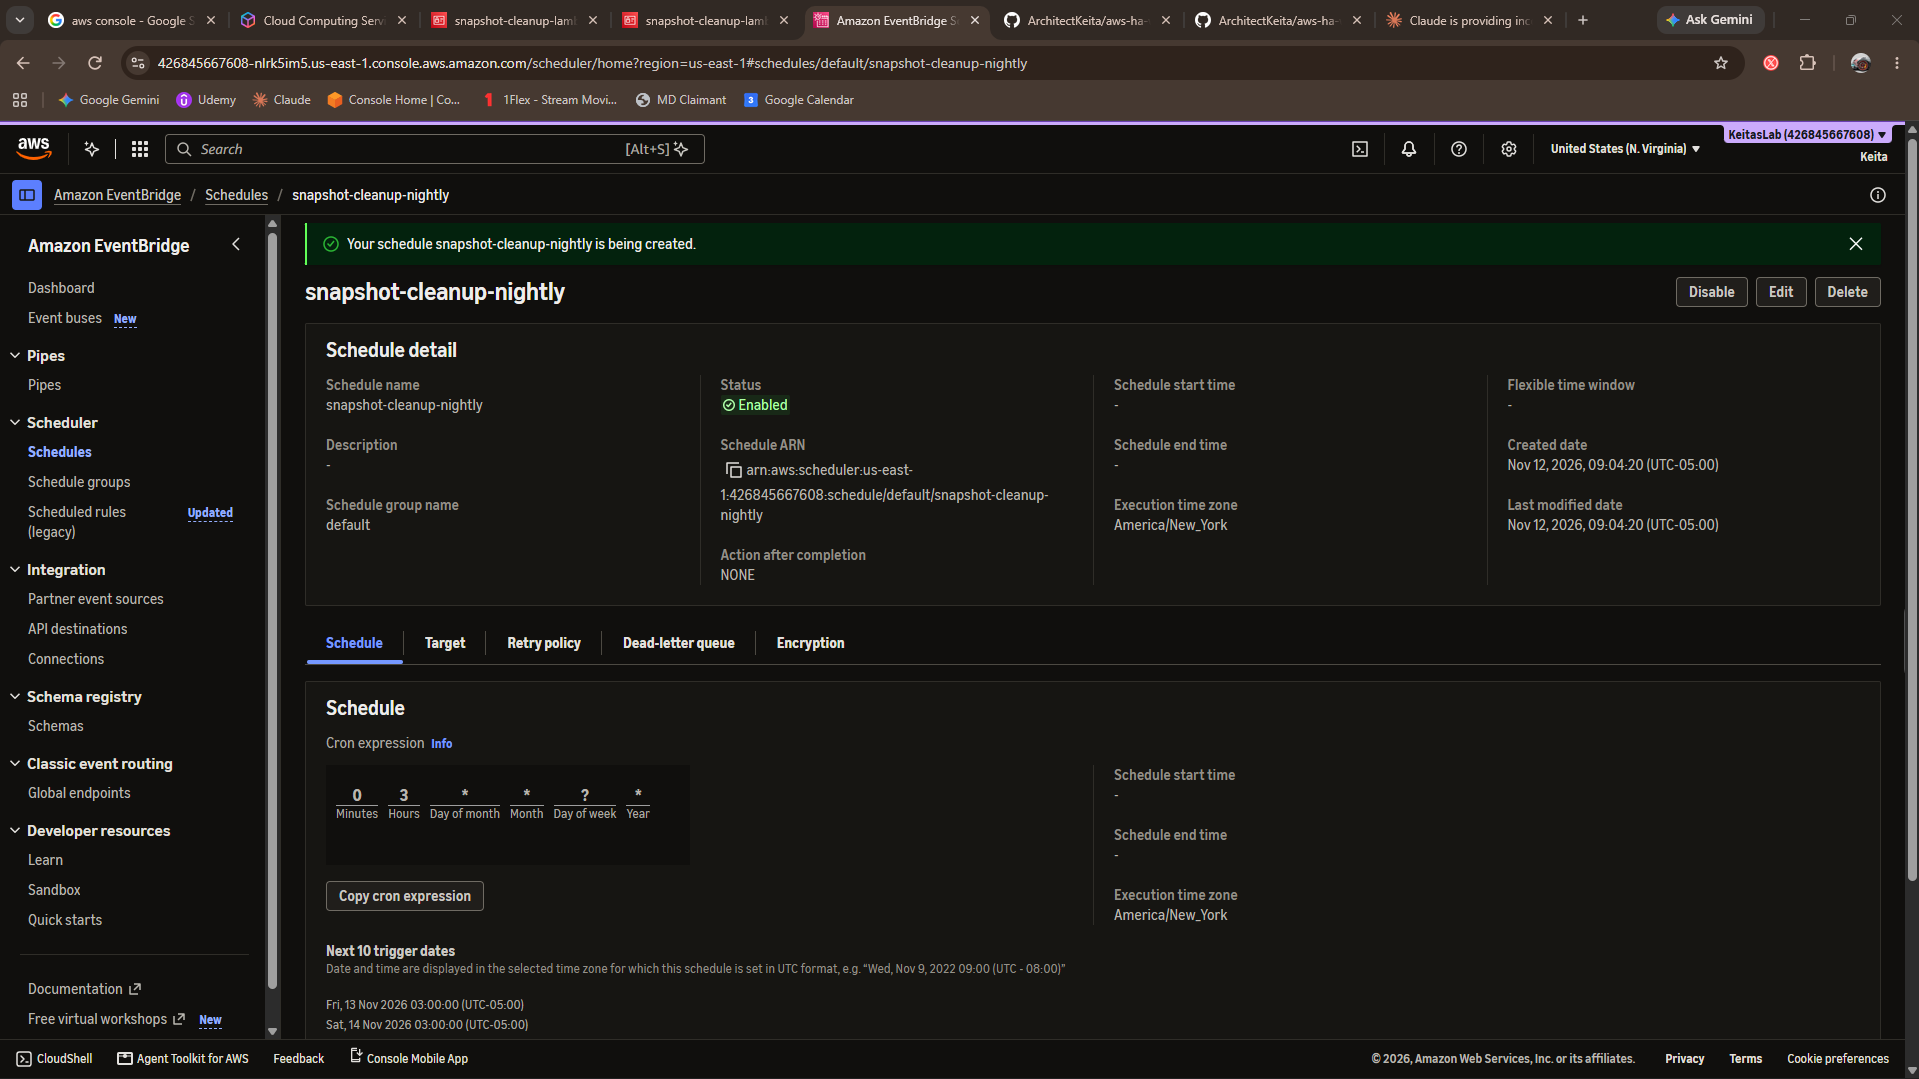 aws console - Google S
Cloud Computing Serv
snapshot-cleanup-lamb
snapshot-cleanup-lamb
Amazon EventBridge S
ArchitectKeita/aws-ha-
ArchitectKeita/aws-ha-
Claude is providing inc
Ask Gemini
426845667608-nlrk5im5.us-east-1.console.aws.amazon.com/scheduler/home?region=us-east-1#schedules/default/snapshot-cleanup-nightly
Google Gemini
Udemy
Claude
Console Home | Co...
1Flex - Stream Movi...
MD Claimant
Google Calendar
aws
Search
[Alt+S]
United States (N. Virginia)
KeitasLab (426845667608)
Keita
Amazon EventBridge / Schedules / snapshot-cleanup-nightly
Amazon EventBridge
Dashboard
Event buses New
Pipes
Pipes
Scheduler
Schedules
Schedule groups
Scheduled rules (legacy) Updated
Integration
Partner event sources
API destinations
Connections
Schema registry
Schemas
Classic event routing
Global endpoints
Developer resources
Learn
Sandbox
Quick starts
Documentation
Free virtual workshops New
Your schedule snapshot-cleanup-nightly is being created.
snapshot-cleanup-nightly
Disable
Edit
Delete
Schedule detail
Schedule name
snapshot-cleanup-nightly
Description
-
Schedule group name
default
Status
Enabled
Schedule ARN
arn:aws:scheduler:us-east-
1:426845667608:schedule/default/snapshot-cleanup-
nightly
Action after completion
NONE
Schedule start time
-
Schedule end time
-
Execution time zone
America/New_York
Flexible time window
-
Created date
Nov 12, 2026, 09:04:20 (UTC-05:00)
Last modified date
Nov 12, 2026, 09:04:20 (UTC-05:00)
Schedule
Target
Retry policy
Dead-letter queue
Encryption
Schedule
Cron expression Info
0 3 * * ? *
Minutes Hours Day of month Month Day of week Year
Copy cron expression
Schedule start time
-
Schedule end time
-
Execution time zone
America/New_York
Next 10 trigger dates
Date and time are displayed in the selected time zone for which this schedule is set in UTC format, e.g. “Wed, Nov 9, 2022 09:00 (UTC - 08:00)”
Fri, 13 Nov 2026 03:00:00 (UTC-05:00)
Sat, 14 Nov 2026 03:00:00 (UTC-05:00)
CloudShell
Agent Toolkit for AWS
Feedback
Console Mobile App
© 2026, Amazon Web Services, Inc. or its affiliates.
Privacy
Terms
Cookie preferences